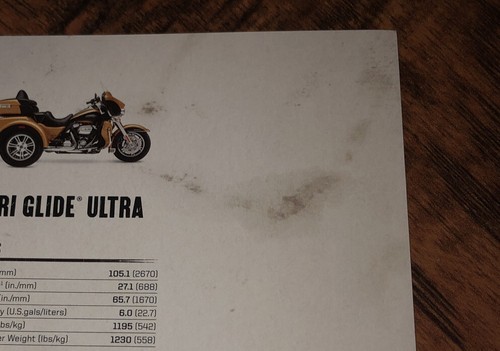 RI GLIDE® ULTRA
mm) 105.1 (2670)
(in./mm) 27.1 (688)
in./mm) 65.7 (1670)
y (U.S.gals/liters) 6.0 (22.7)
bs/kg) 1195 (542)
er Weight (lbs/kg) 1230 (558)